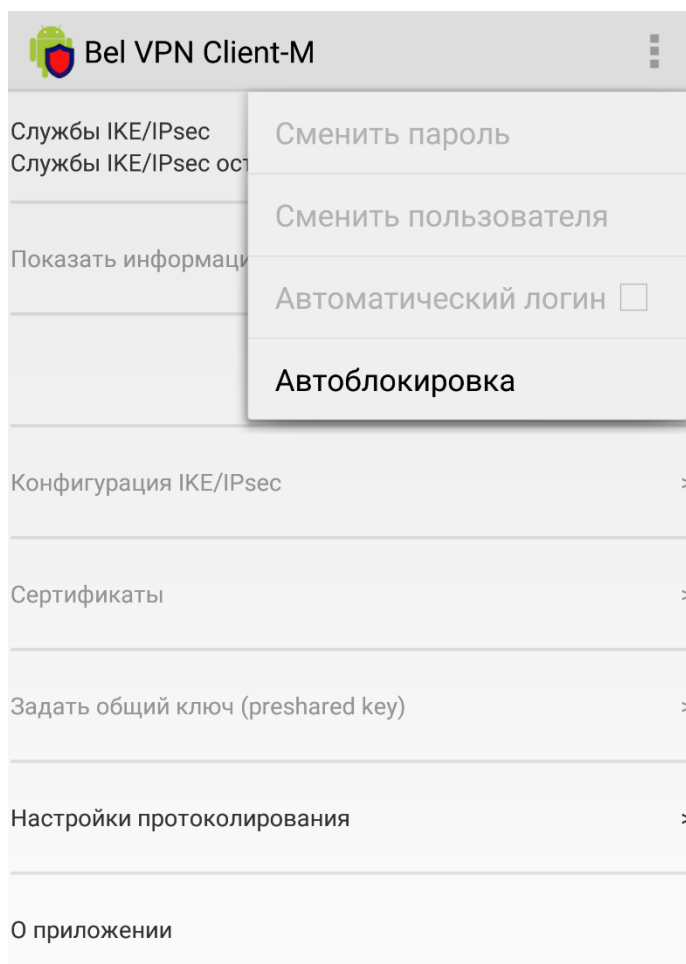 Bel VPN Client-M
Службы IKE/IPsec
Службы IKE/IPsec ост
Сменить пароль
Сменить пользователя
Показать информаци
Автоматический логин
Автоблокировка
Конфигурация IKE/IPsec >
Сертификаты >
Задать общий ключ (preshared key) >
Настройки протоколирования >
О приложении